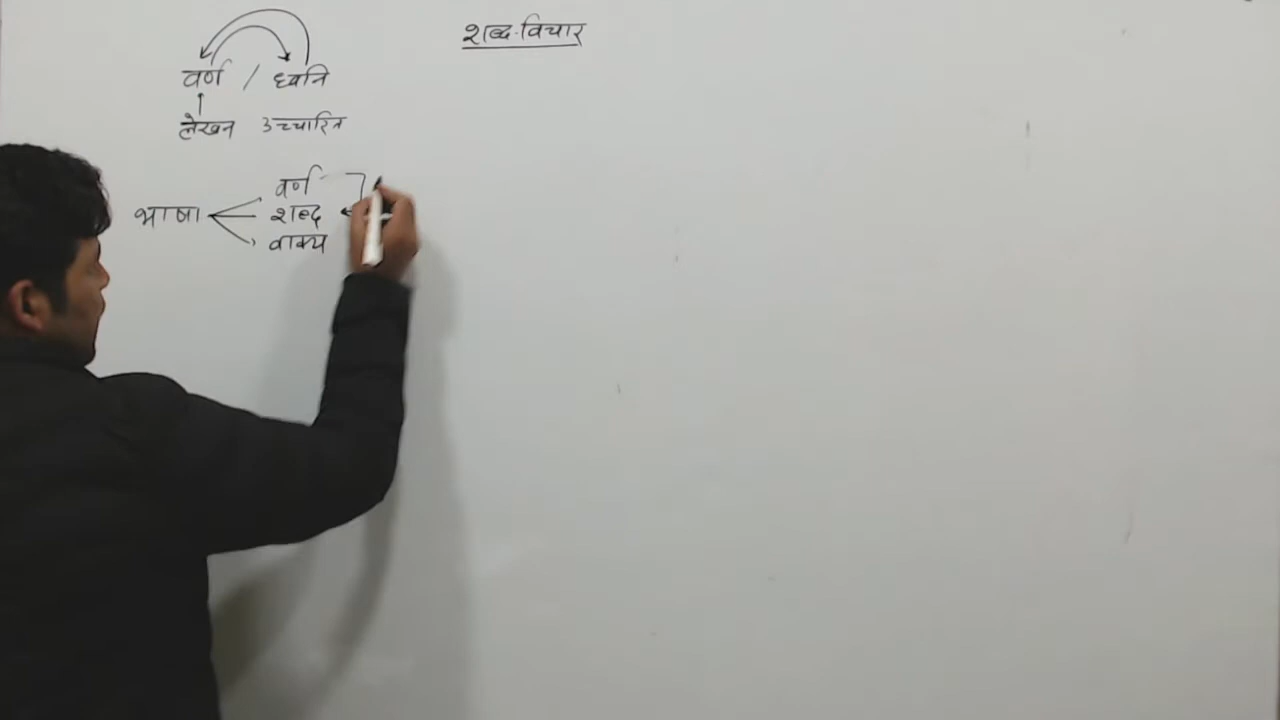 शब्द-विचार
वर्ण / ध्वनि
लेखन उच्चारित
वर्ण
भाषा शब्द
वाक्य